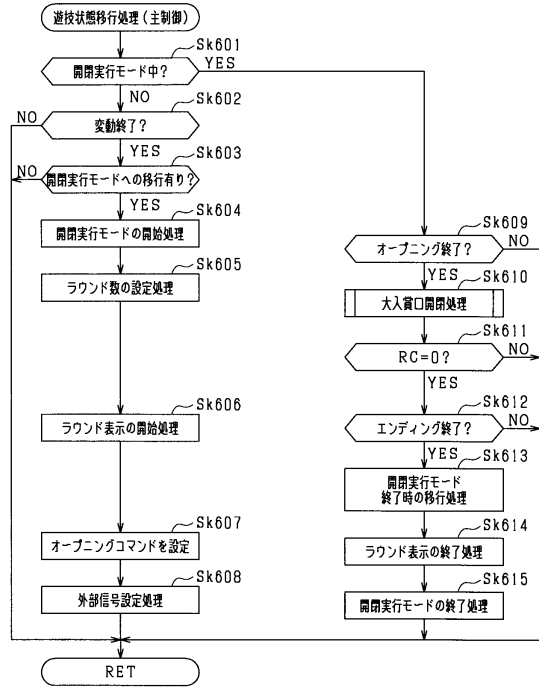 遊技状態移行処理(主制御)
Sk601
開閉実行モード中?
YES
NO
Sk602
変動終了?
NO
YES
Sk603
開閉実行モードへの移行有り?
NO
YES
Sk604
開閉実行モードの開始処理
Sk605
ラウンド数の設定処理
Sk606
ラウンド表示の開始処理
Sk607
オープニングコマンドを設定
Sk608
外部信号設定処理
RET
Sk609
オープニング終了?
NO
YES
Sk610
大入賞口開閉処理
Sk611
RC=0?
NO
YES
Sk612
エンディング終了?
NO
YES
Sk613
開閉実行モード
終了時の移行処理
Sk614
ラウンド表示の終了処理
Sk615
開閉実行モードの終了処理